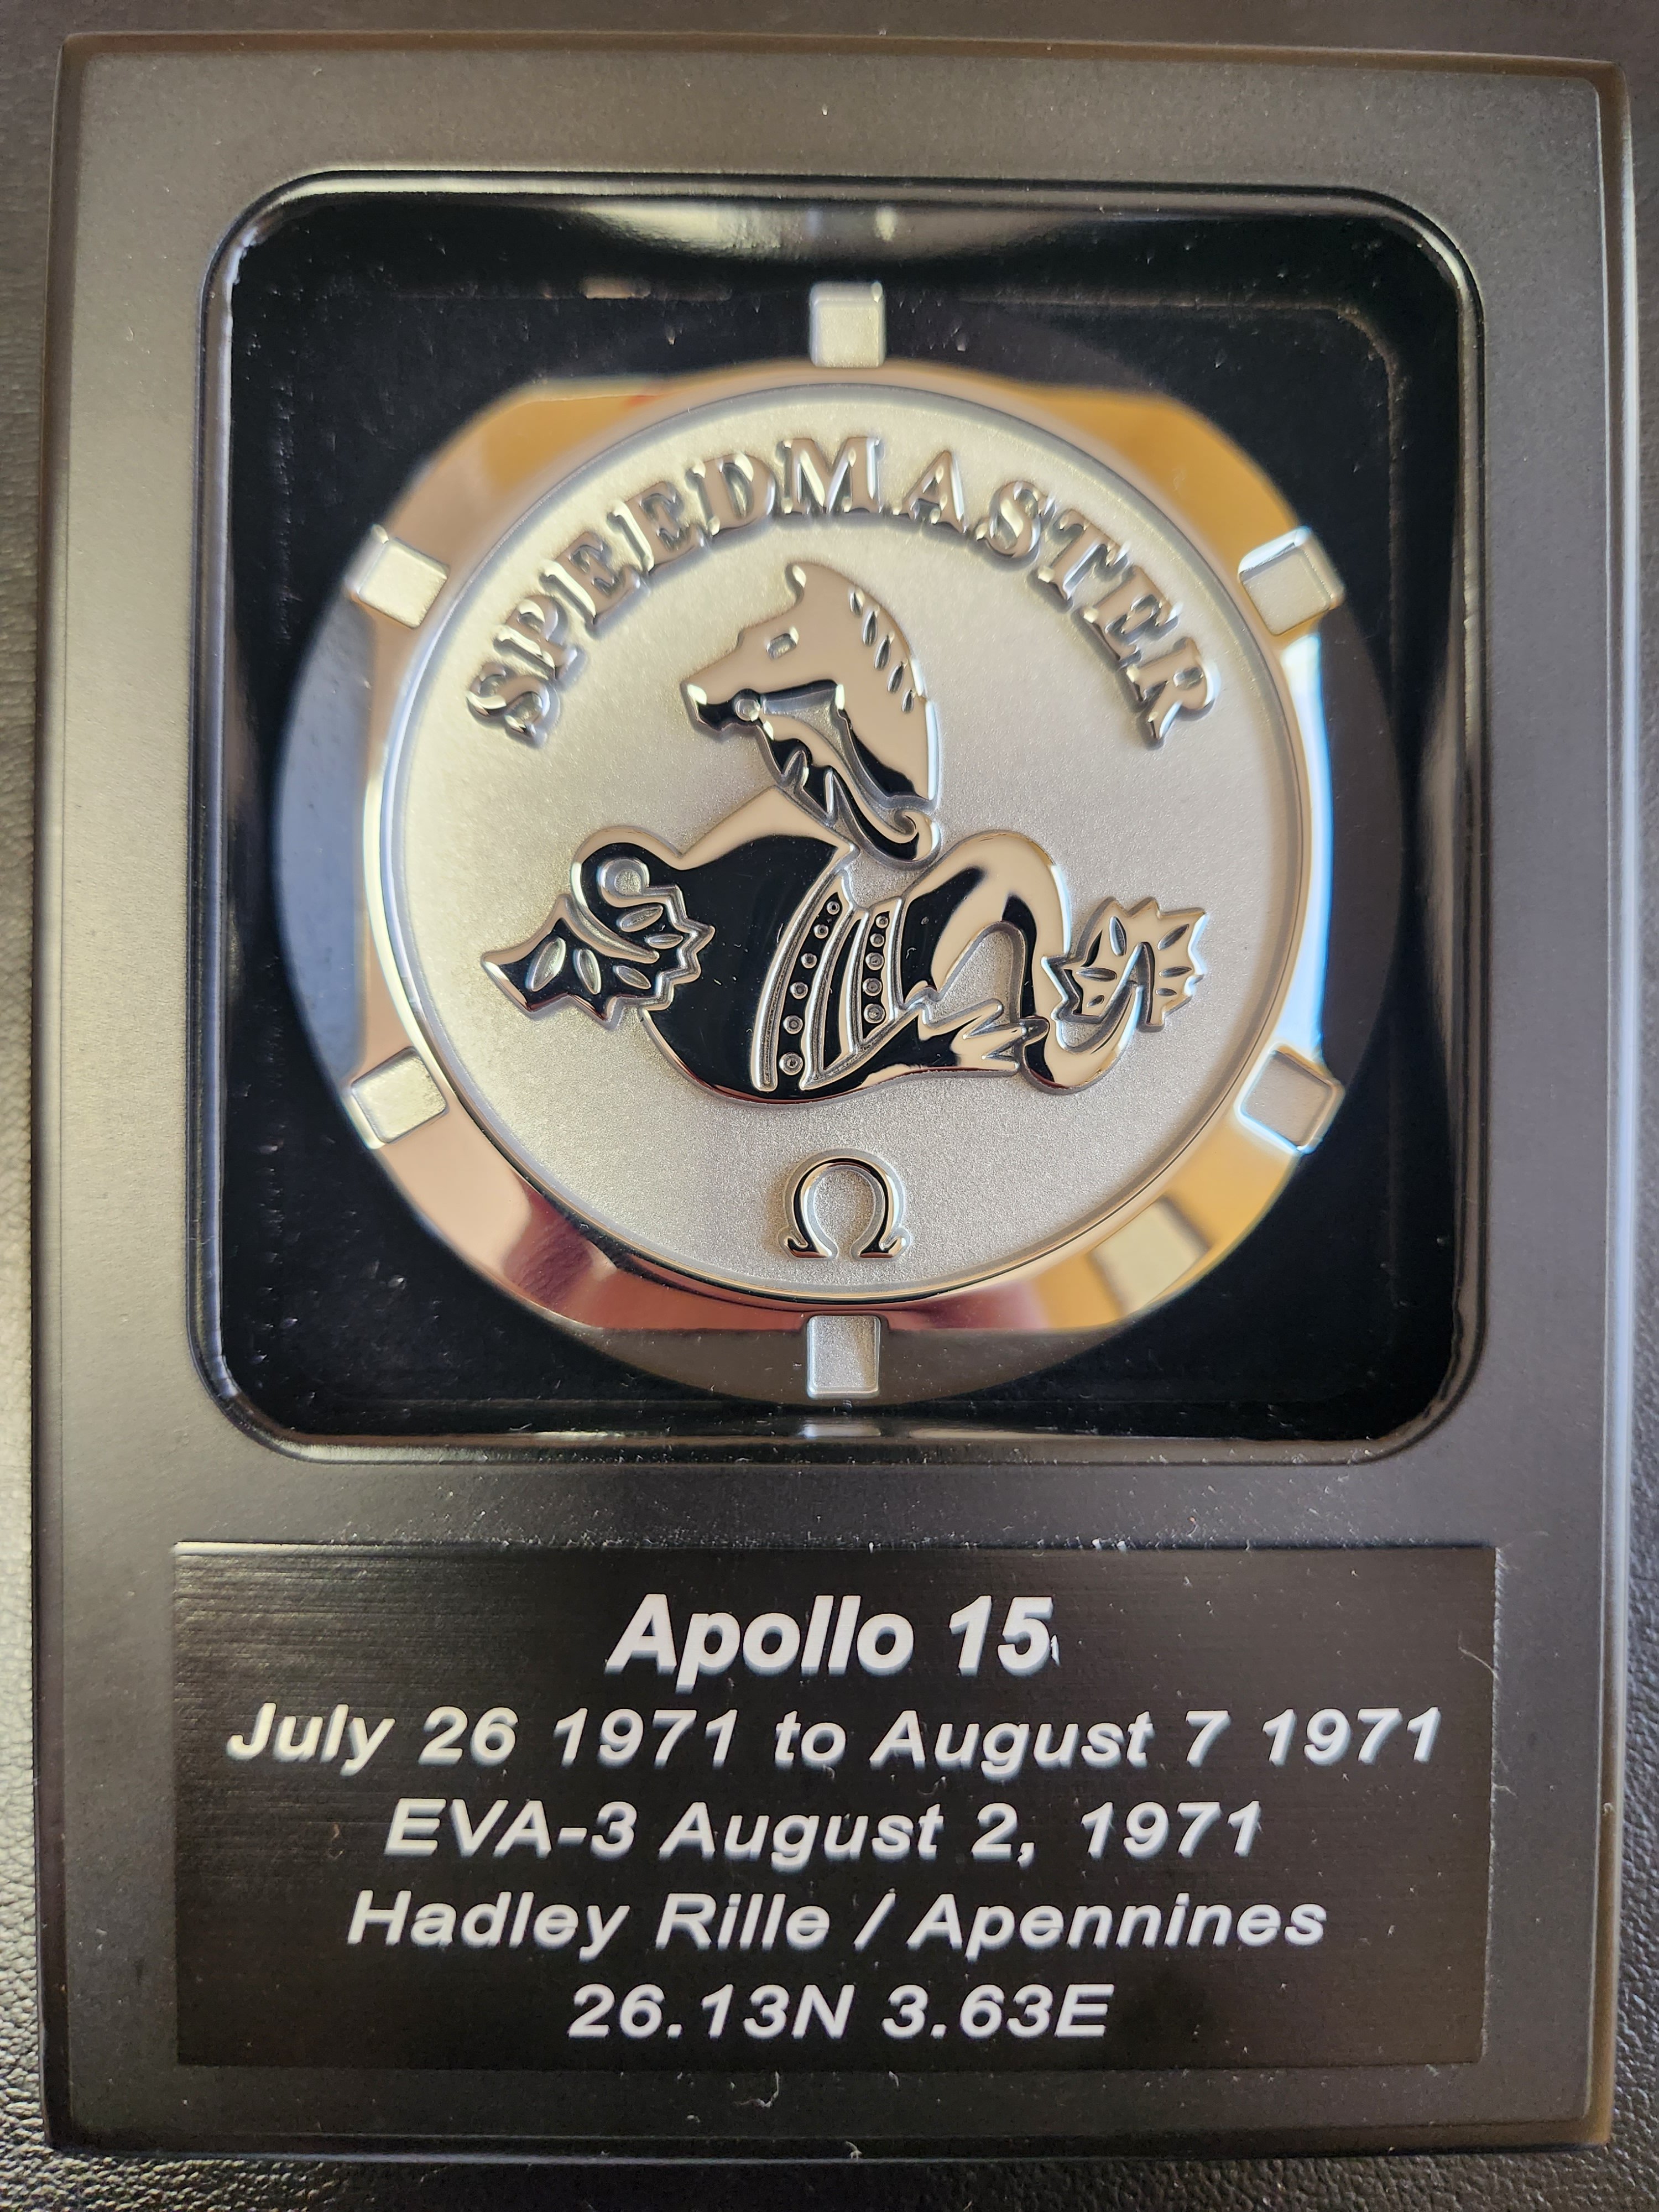 SPEEDMASTER
Ω
Apollo 15
July 26 1971 to August 7 1971
EVA-3 August 2, 1971
Hadley Rille / Apennines
26.13N 3.63E